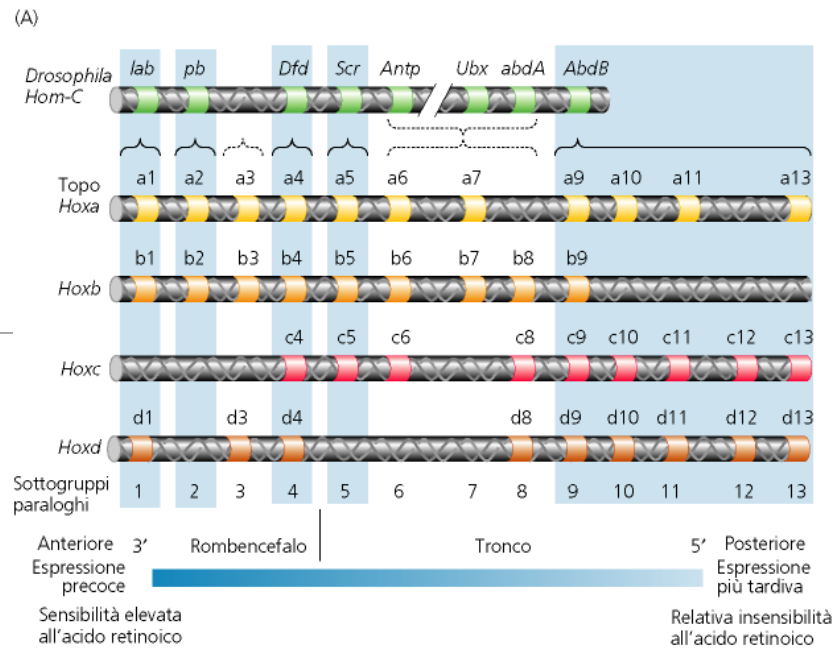 (A)
lab pb Dfd Scr Antp Ubx abdA AbdB
Drosophila
Hom-C
a1 a2 a3 a4 a5 a6 a7 a9 a10 a11 a13
Topo
Hoxa
b1 b2 b3 b4 b5 b6 b7 b8 b9
Hoxb
c4 c5 c6 c8 c9 c10 c11 c12 c13
Hoxc
d1 d3 d4 d8 d9 d10 d11 d12 d13
Hoxd
Sottogruppi
paraloghi
1 2 3 4 5 6 7 8 9 10 11 12 13
Anteriore 3′ Rombencefalo Tronco 5′ Posteriore
Espressione
precoce
Espressione
più tardiva
Sensibilità elevata
all'acido retinoico
Relativa insensibilità
all'acido retinoico